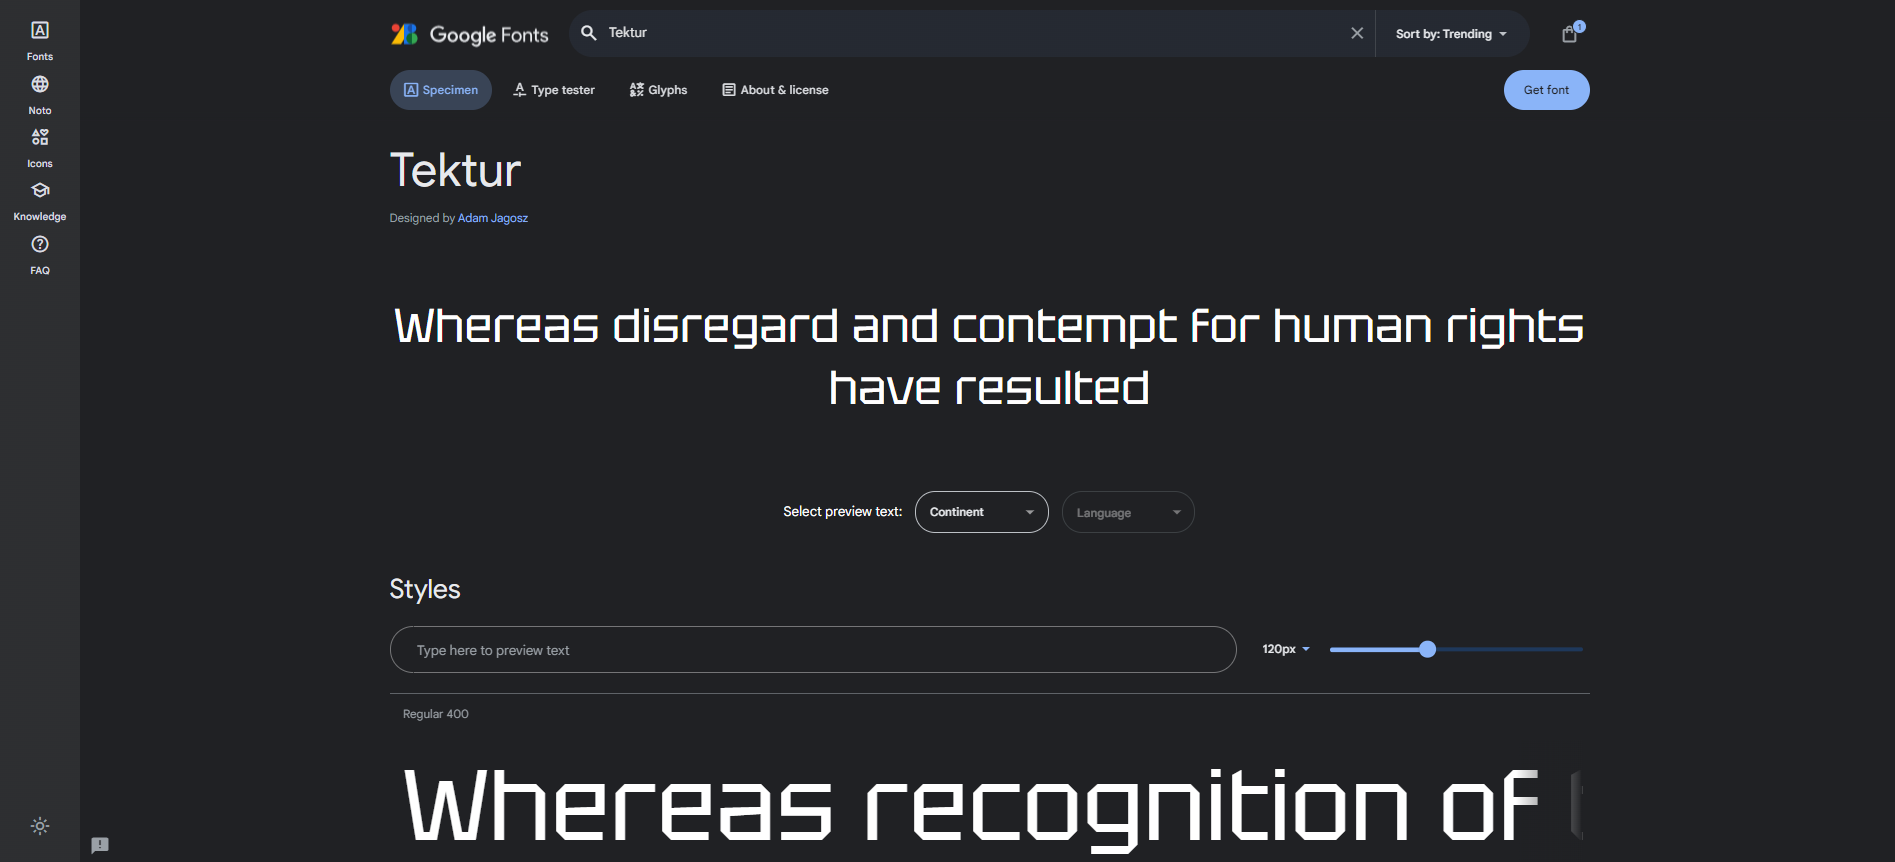 Fonts
Noto
Icons
Knowledge
FAQ
Google Fonts
Tektur
Sort by: Trending
1
Specimen
Type tester
Glyphs
About & license
Get font
Tektur
Designed by Adam Jagosz
Whereas disregard and contempt for human rights
have resulted
Select preview text:
Continent
Language
Styles
Type here to preview text
120px
Regular 400
Whereas recognition of